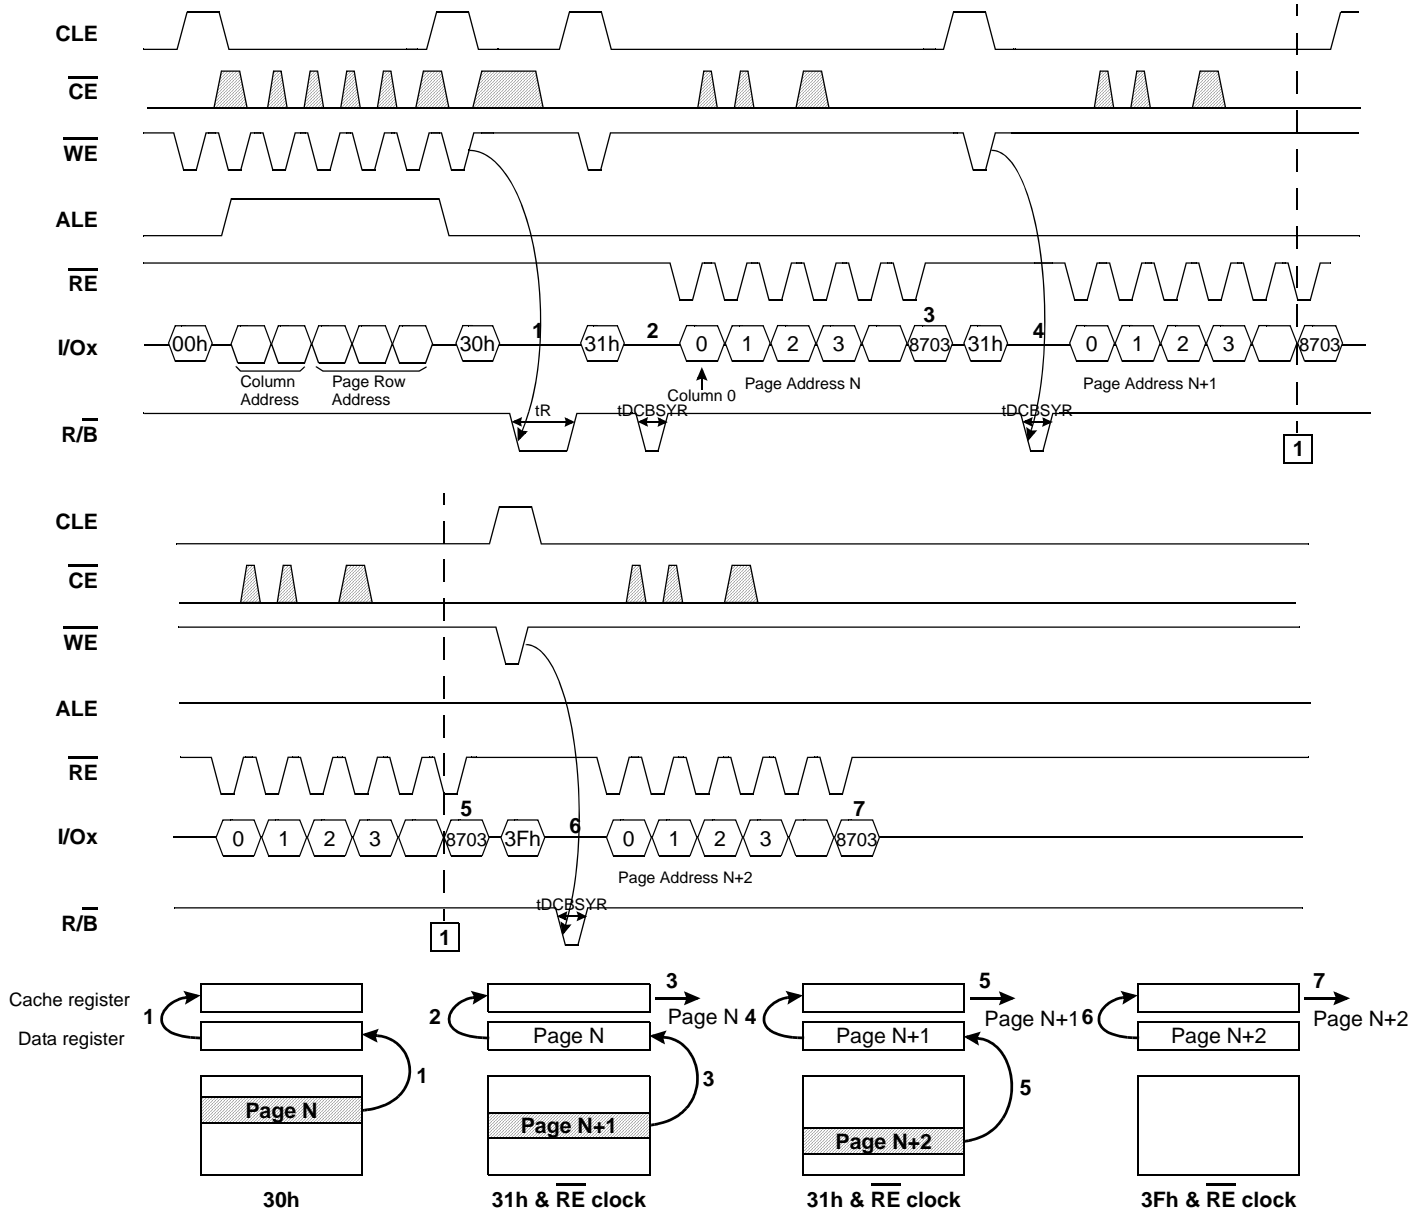 CLE
CE
WE
ALE
RE
I/Ox 00h 30h 1 31h 2 0 1 2 3 3 8703 31h 4 0 1 2 3 8703
Column Address
Page Row Address
Column 0
Page Address N
Page Address N+1
R/B tR tDCBSYR tDCBSYR
1
CLE
CE
WE
ALE
RE
I/Ox 0 1 2 3 5 8703 3Fh 6 0 1 2 3 7 8703
Page Address N+2
R/B tDCBSYR
1
Cache register
Data register
1
1
Page N
30h
2
3
Page N
Page N
3
Page N+1
31h & RE clock
4
5
Page N+1
Page N+1
5
Page N+2
31h & RE clock
6
7
Page N+2
Page N+2
3Fh & RE clock